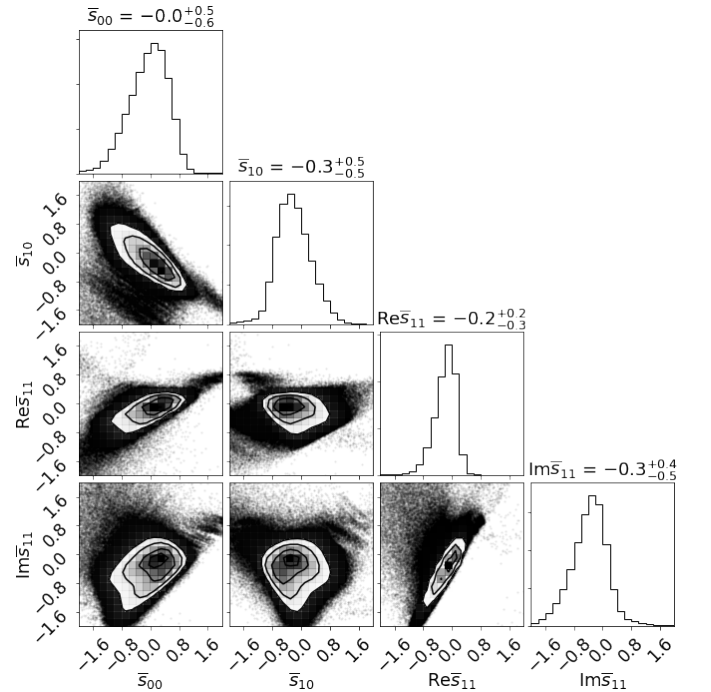 s̅₀₀ = −0.0⁺⁰·⁵₋₀.₆
s̅₁₀ = −0.3⁺⁰·⁵₋₀.₅
1.6
0.8
0.0
−0.8
−1.6
s̅₁₀
Res̅₁₁ = −0.2⁺⁰·²₋₀.₃
1.6
0.8
0.0
−0.8
−1.6
Res̅₁₁
Ims̅₁₁ = −0.3⁺⁰·⁴₋₀.₅
1.6
0.8
0.0
−0.8
−1.6
Ims̅₁₁
−1.6 −0.8 0.0 0.8 1.6 −1.6 −0.8 0.0 0.8 1.6 −1.6 −0.8 0.0 0.8 1.6 −1.6 −0.8 0.0 0.8 1.6
s̅₀₀ s̅₁₀ Res̅₁₁ Ims̅₁₁